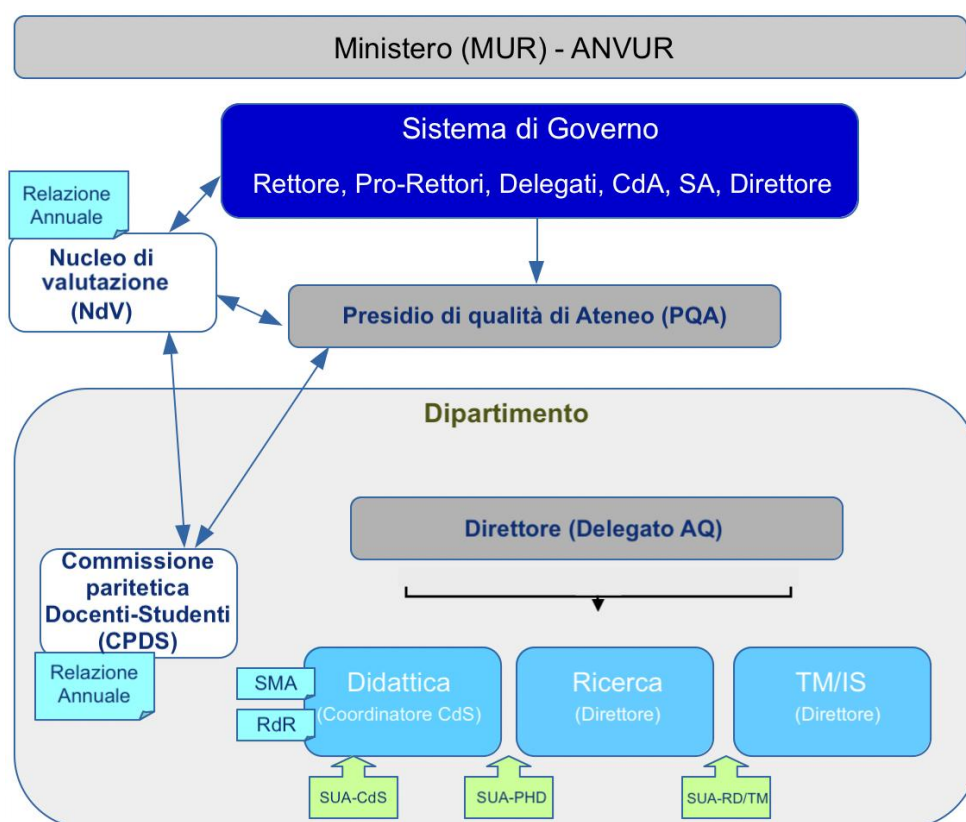 Ministero (MUR) - ANVUR
Sistema di Governo
Rettore, Pro-Rettori, Delegati, CdA, SA, Direttore
Relazione
Annuale
Nucleo di
valutazione
(NdV)
Presidio di qualità di Ateneo (PQA)
Dipartimento
Direttore (Delegato AQ)
Commissione
paritetica
Docenti-Studenti
(CPDS)
Relazione
Annuale
SMA
RdR
Didattica
(Coordinatore CdS)
Ricerca
(Direttore)
TM/IS
(Direttore)
SUA-CdS
SUA-PHD
SUA-RD/TM